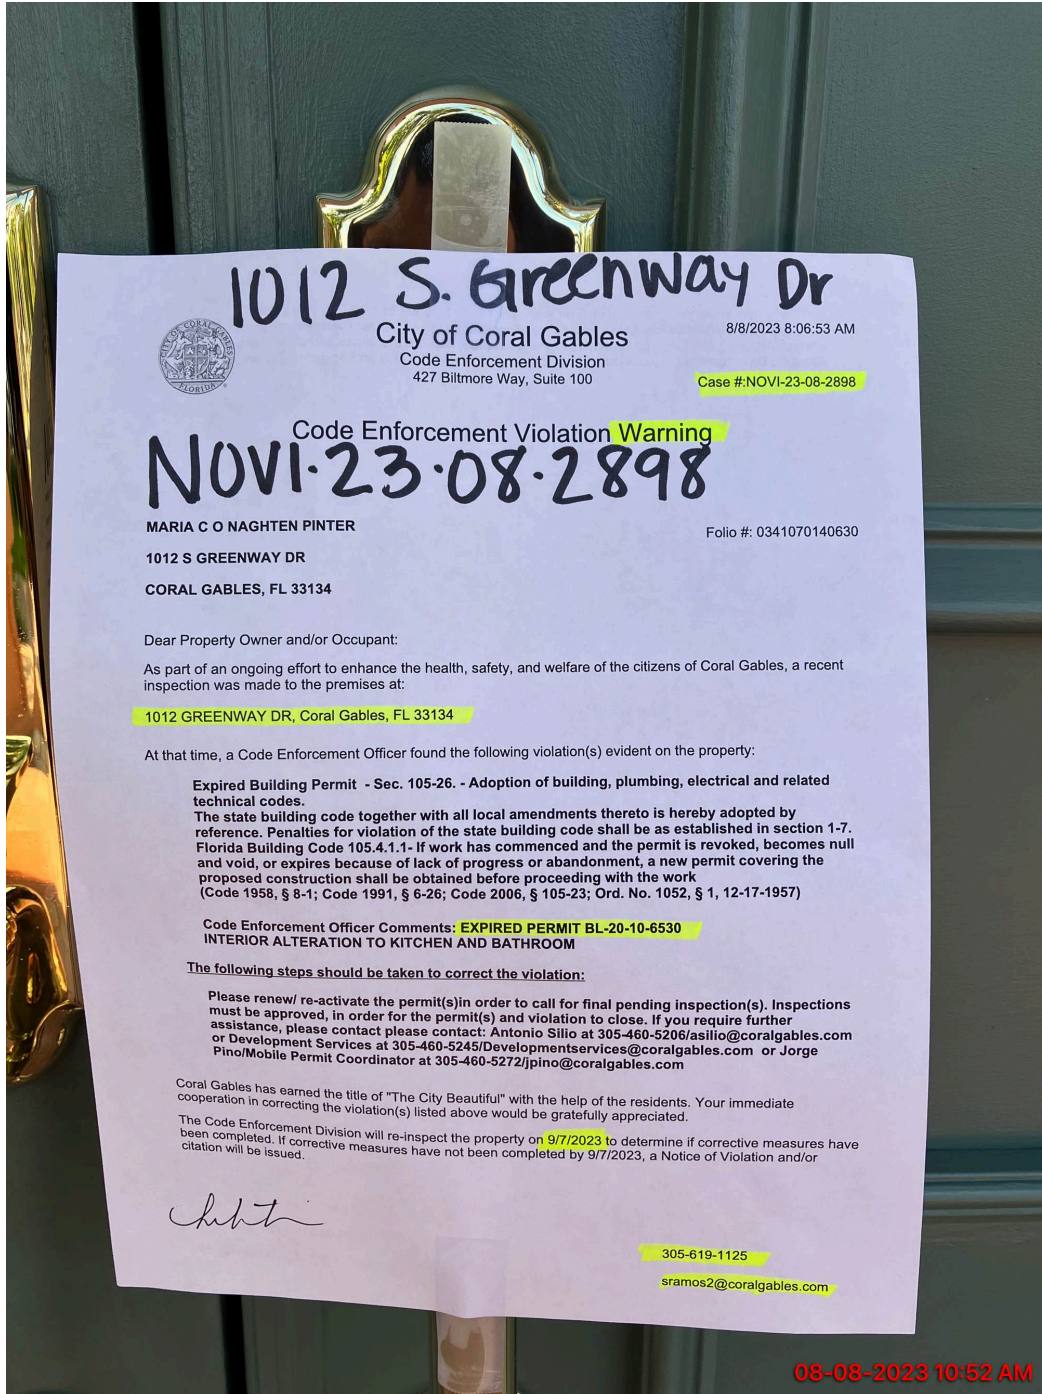 1012 S. Greenway Dr
City of Coral Gables
8/8/2023 8:06:53 AM
Code Enforcement Division
427 Biltmore Way, Suite 100
CITY OF CORAL GABLES
FLORIDA
Case #:NOVI-23-08-2898
Code Enforcement Violation Warning
NOVI·23·08·2898
MARIA C O NAGHTEN PINTER
Folio #: 0341070140630
1012 S GREENWAY DR
CORAL GABLES, FL 33134
Dear Property Owner and/or Occupant:
As part of an ongoing effort to enhance the health, safety, and welfare of the citizens of Coral Gables, a recent
inspection was made to the premises at:
1012 GREENWAY DR, Coral Gables, FL 33134
At that time, a Code Enforcement Officer found the following violation(s) evident on the property:
Expired Building Permit - Sec. 105-26. - Adoption of building, plumbing, electrical and related
technical codes.
The state building code together with all local amendments thereto is hereby adopted by
reference. Penalties for violation of the state building code shall be as established in section 1-7.
Florida Building Code 105.4.1.1- If work has commenced and the permit is revoked, becomes null
and void, or expires because of lack of progress or abandonment, a new permit covering the
proposed construction shall be obtained before proceeding with the work
(Code 1958, § 8-1; Code 1991, § 6-26; Code 2006, § 105-23; Ord. No. 1052, § 1, 12-17-1957)
Code Enforcement Officer Comments: EXPIRED PERMIT BL-20-10-6530
INTERIOR ALTERATION TO KITCHEN AND BATHROOM
The following steps should be taken to correct the violation:
Please renew/ re-activate the permit(s)in order to call for final pending inspection(s). Inspections
must be approved, in order for the permit(s) and violation to close. If you require further
assistance, please contact please contact: Antonio Silio at 305-460-5206/asilio@coralgables.com
or Development Services at 305-460-5245/Developmentservices@coralgables.com or Jorge
Pino/Mobile Permit Coordinator at 305-460-5272/jpino@coralgables.com
Coral Gables has earned the title of "The City Beautiful" with the help of the residents. Your immediate
cooperation in correcting the violation(s) listed above would be gratefully appreciated.
The Code Enforcement Division will re-inspect the property on 9/7/2023 to determine if corrective measures have
been completed. If corrective measures have not been completed by 9/7/2023, a Notice of Violation and/or
citation will be issued.
305-619-1125
sramos2@coralgables.com
08-08-2023 10:52 AM